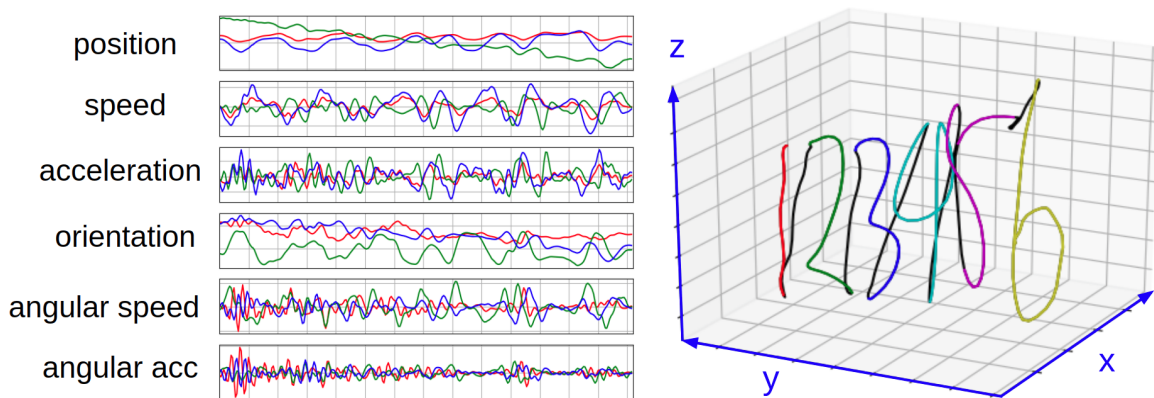 position
speed
acceleration
orientation
angular speed
angular acc
z
123456
y
x